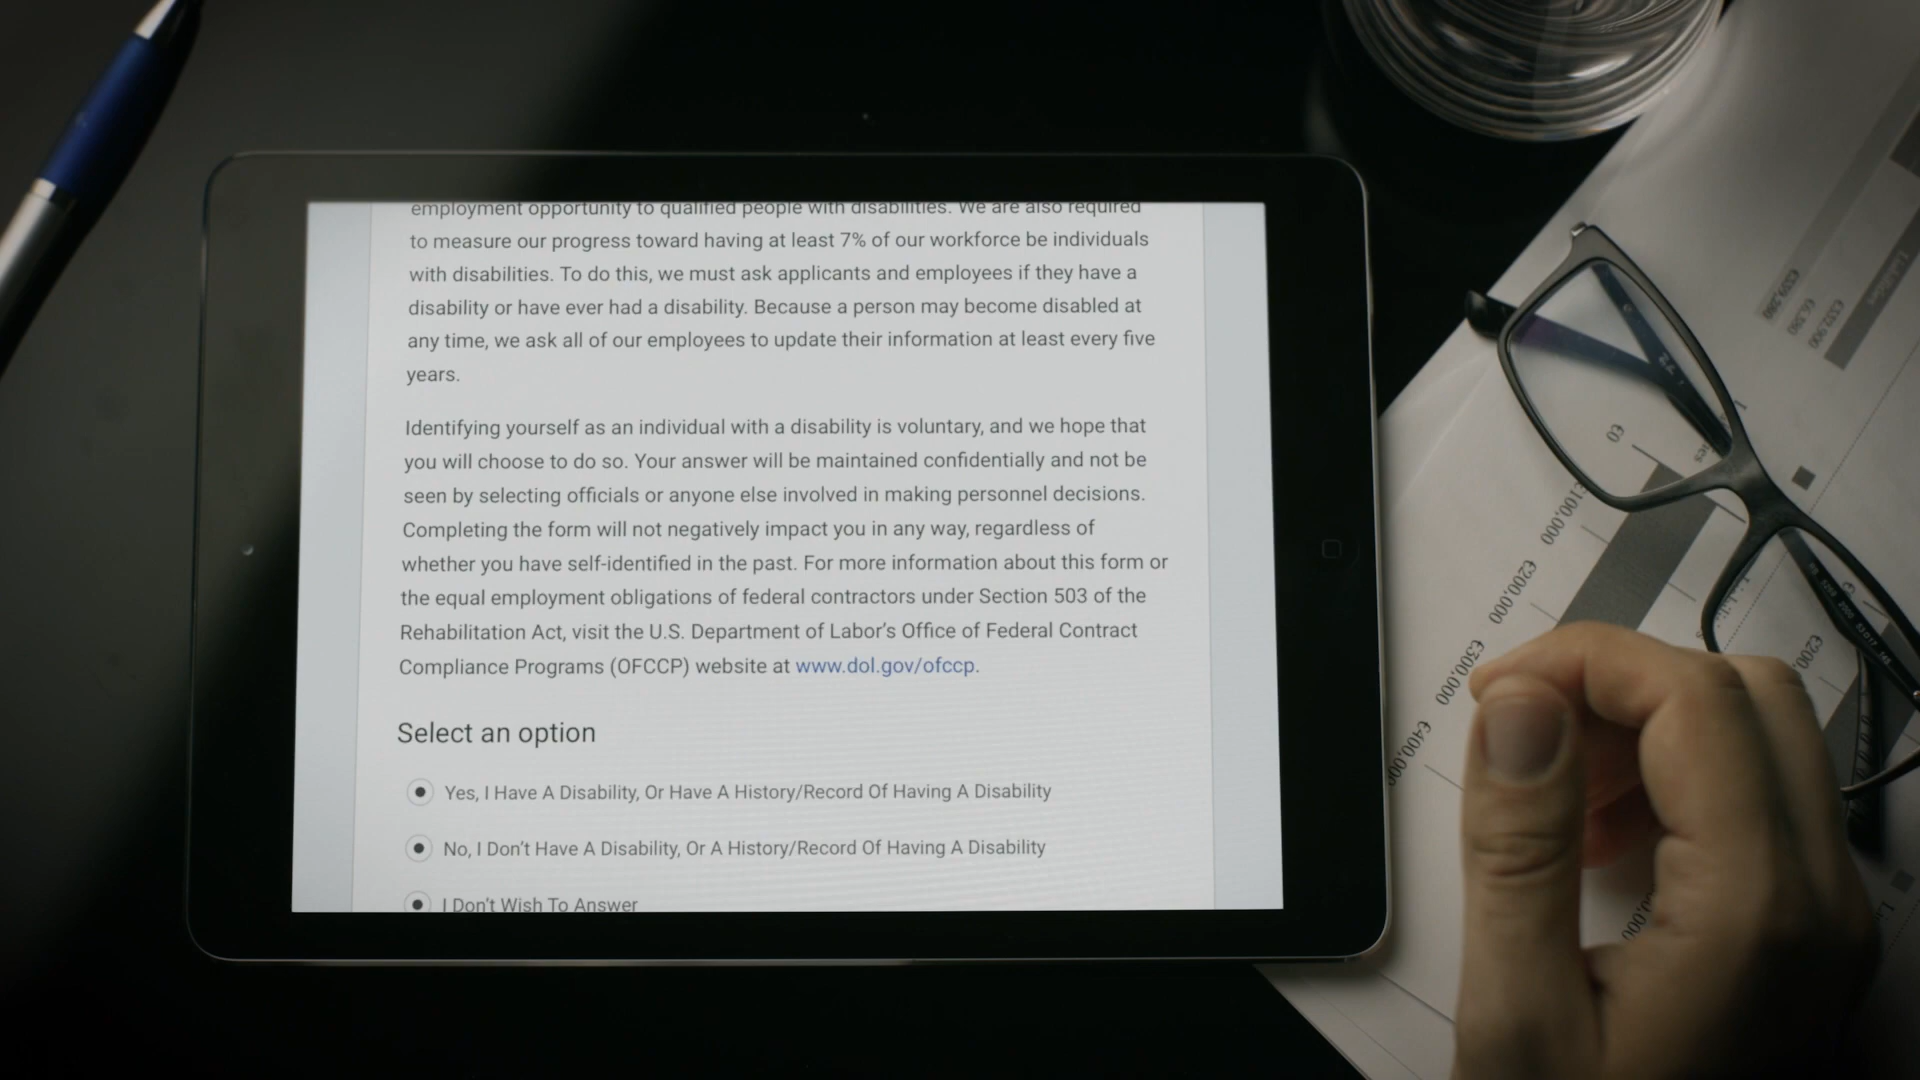 employment opportunity to qualified people with disabilities. We are also required
to measure our progress toward having at least 7% of our workforce be individuals
with disabilities. To do this, we must ask applicants and employees if they have a
disability or have ever had a disability. Because a person may become disabled at
any time, we ask all of our employees to update their information at least every five
years.
Identifying yourself as an individual with a disability is voluntary, and we hope that
you will choose to do so. Your answer will be maintained confidentially and not be
seen by selecting officials or anyone else involved in making personnel decisions.
Completing the form will not negatively impact you in any way, regardless of
whether you have self-identified in the past. For more information about this form or
the equal employment obligations of federal contractors under Section 503 of the
Rehabilitation Act, visit the U.S. Department of Labor’s Office of Federal Contract
Compliance Programs (OFCCP) website at www.dol.gov/ofccp.
Select an option
Yes, I Have A Disability, Or Have A History/Record Of Having A Disability
No, I Don’t Have A Disability, Or A History/Record Of Having A Disability
I Don’t Wish To Answer
€0
€100,000
€200,000
€300,000
€400,000
€200,